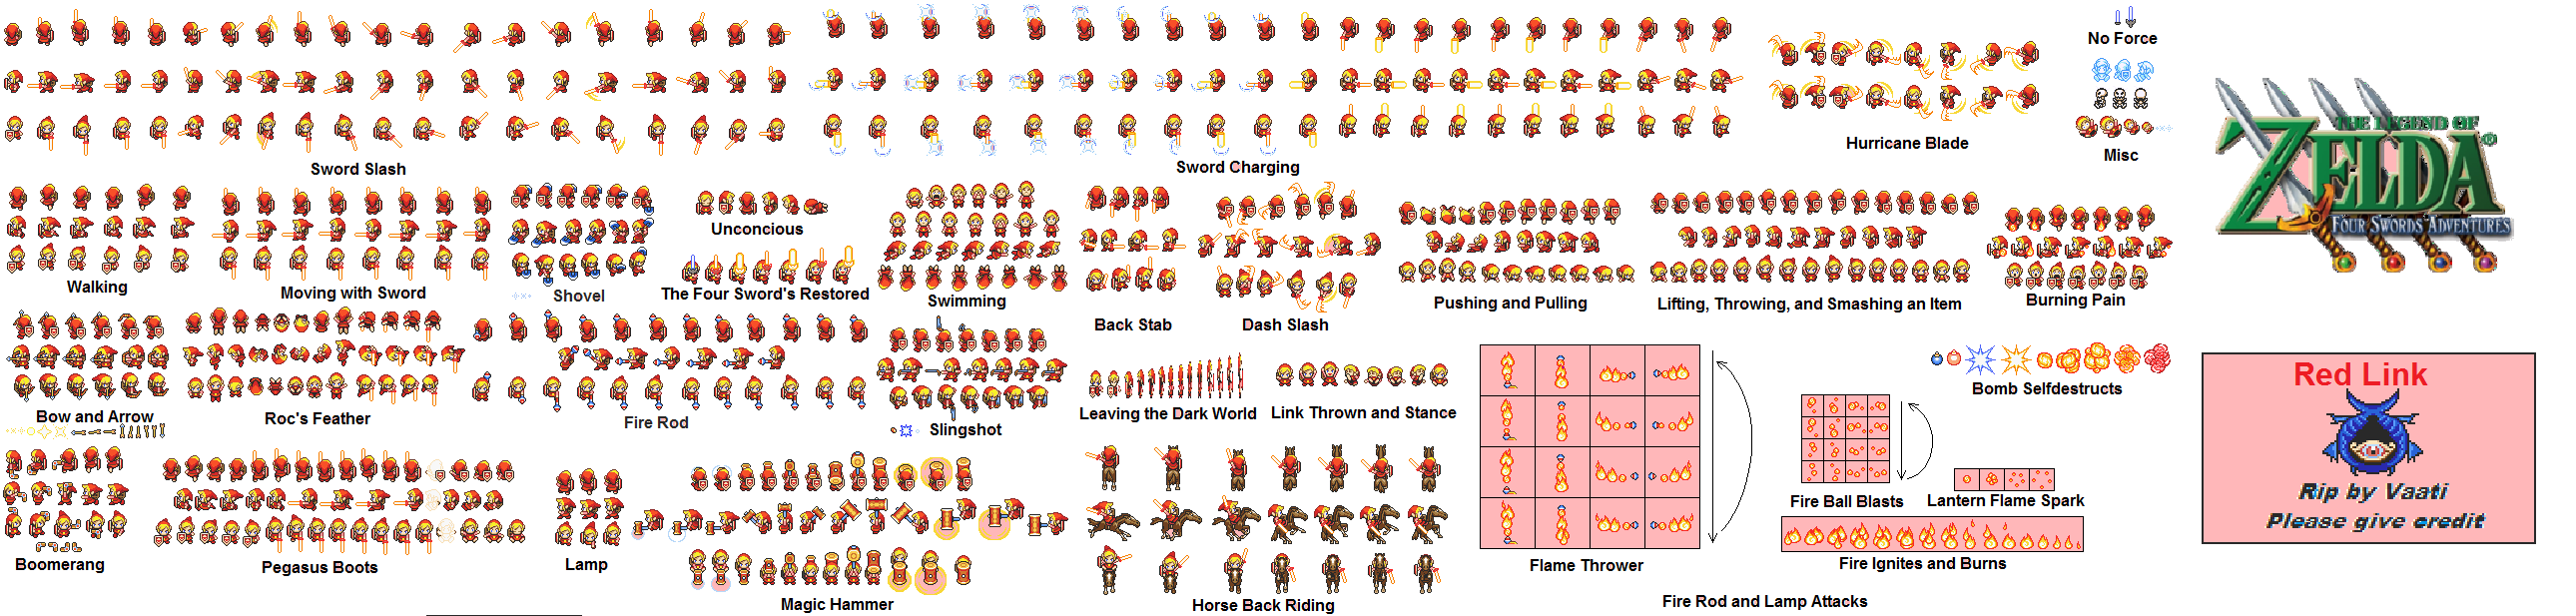 No Force
Hurricane Blade
Misc
Sword Slash
Sword Charging
THE LEGEND OF
ZELDA®
FOUR SWORDS ADVENTURES
Walking
Moving with Sword
Shovel
Unconcious
The Four Sword's Restored
Swimming
Back Stab
Dash Slash
Pushing and Pulling
Lifting, Throwing, and Smashing an Item
Burning Pain
Bow and Arrow
Roc's Feather
Fire Rod
Slingshot
Leaving the Dark World
Link Thrown and Stance
Bomb Selfdestructs
Red Link
Rip by Vaati
Please give credit
Boomerang
Pegasus Boots
Lamp
Magic Hammer
Horse Back Riding
Flame Thrower
Fire Ball Blasts
Lantern Flame Spark
Fire Ignites and Burns
Fire Rod and Lamp Attacks